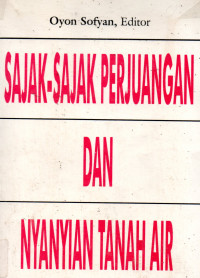 Oyon Sofyan, Editor
SAJAK-SAJAK PERJUANGAN
DAN
NYANYIAN TANAH AIR